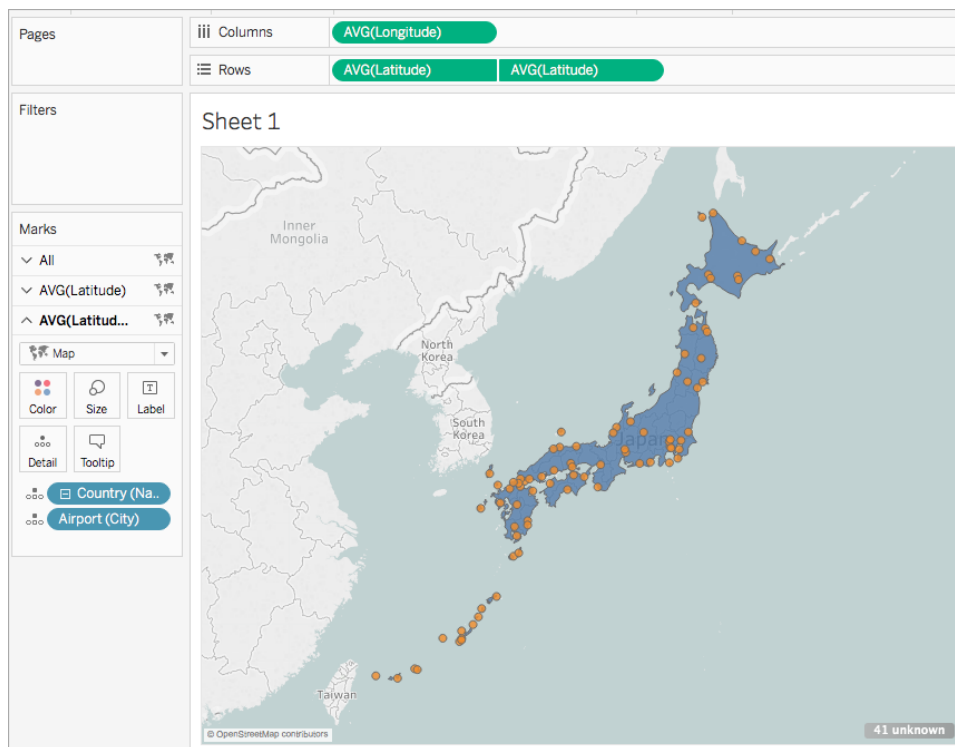 Pages
Columns
AVG(Longitude)
Rows
AVG(Latitude) AVG(Latitude)
Filters
Marks
All
AVG(Latitude)
AVG(Latitud...
Map
Color Size Label
Detail Tooltip
Country (Na..
Airport (City)
Sheet 1
Inner
Mongolia
North
Korea
South
Korea
Japan
Taiwan
© OpenStreetMap contributors
41 unknown